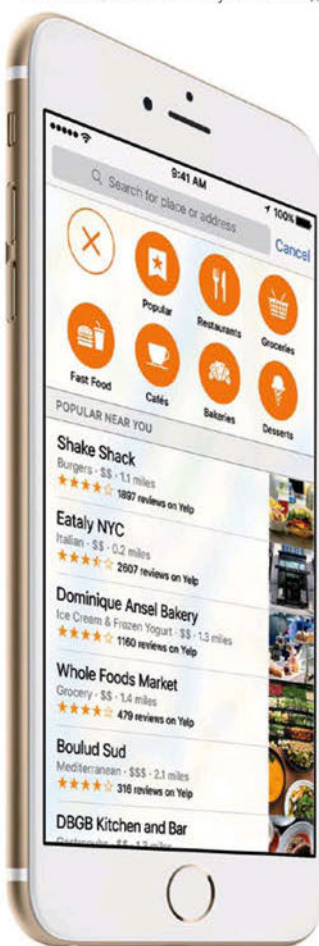 9:41 AM
100%
Search for place or address
Cancel
Popular
Restaurants
Groceries
Fast Food
Cafés
Bakeries
Desserts
POPULAR NEAR YOU
Shake Shack
Burgers · $$ · 1.1 miles
1897 reviews on Yelp
Eataly NYC
Italian · $$ · 0.2 miles
2607 reviews on Yelp
Dominique Ansel Bakery
Ice Cream & Frozen Yogurt · $$ · 1.3 miles
1160 reviews on Yelp
Whole Foods Market
Grocery · $$ · 1.4 miles
479 reviews on Yelp
Boulud Sud
Mediterranean · $$$ · 2.1 miles
316 reviews on Yelp
DBGB Kitchen and Bar